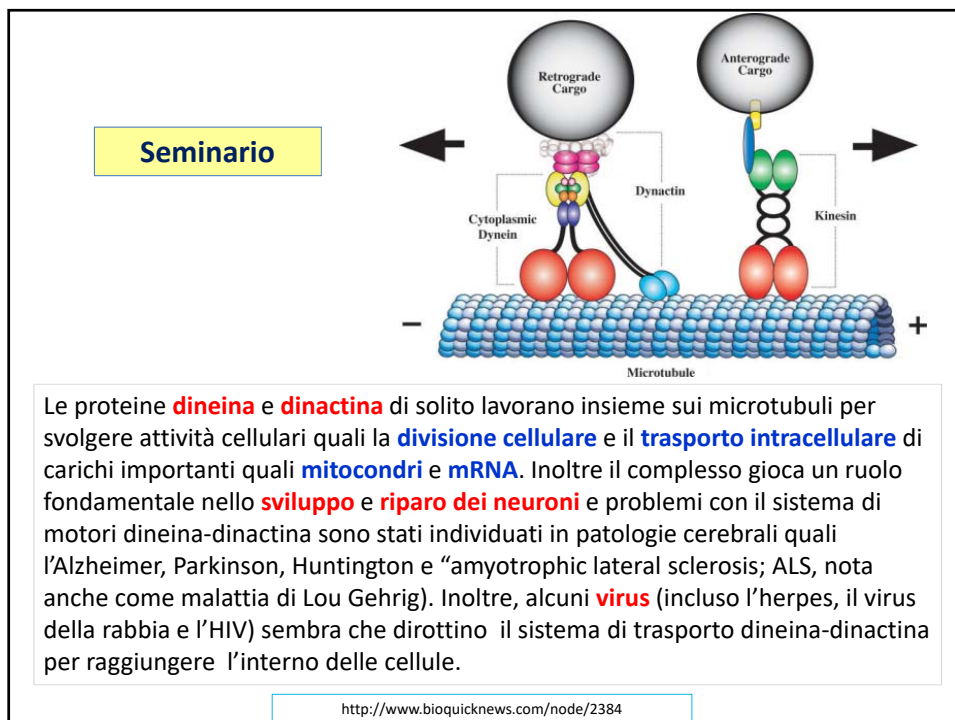 Seminario
Retrograde
Cargo
Anterograde
Cargo
Dynactin
Cytoplasmic
Dynein
Kinesin
−
+
Microtubule
Le proteine dineina e dinactina di solito lavorano insieme sui microtubuli per
svolgere attività cellulari quali la divisione cellulare e il trasporto intracellulare di
carichi importanti quali mitocondri e mRNA. Inoltre il complesso gioca un ruolo
fondamentale nello sviluppo e riparo dei neuroni e problemi con il sistema di
motori dineina-dinactina sono stati individuati in patologie cerebrali quali
l’Alzheimer, Parkinson, Huntington e “amyotrophic lateral sclerosis; ALS, nota
anche come malattia di Lou Gehrig). Inoltre, alcuni virus (incluso l’herpes, il virus
della rabbia e l’HIV) sembra che dirottino il sistema di trasporto dineina-dinactina
per raggiungere l’interno delle cellule.
http://www.bioquicknews.com/node/2384